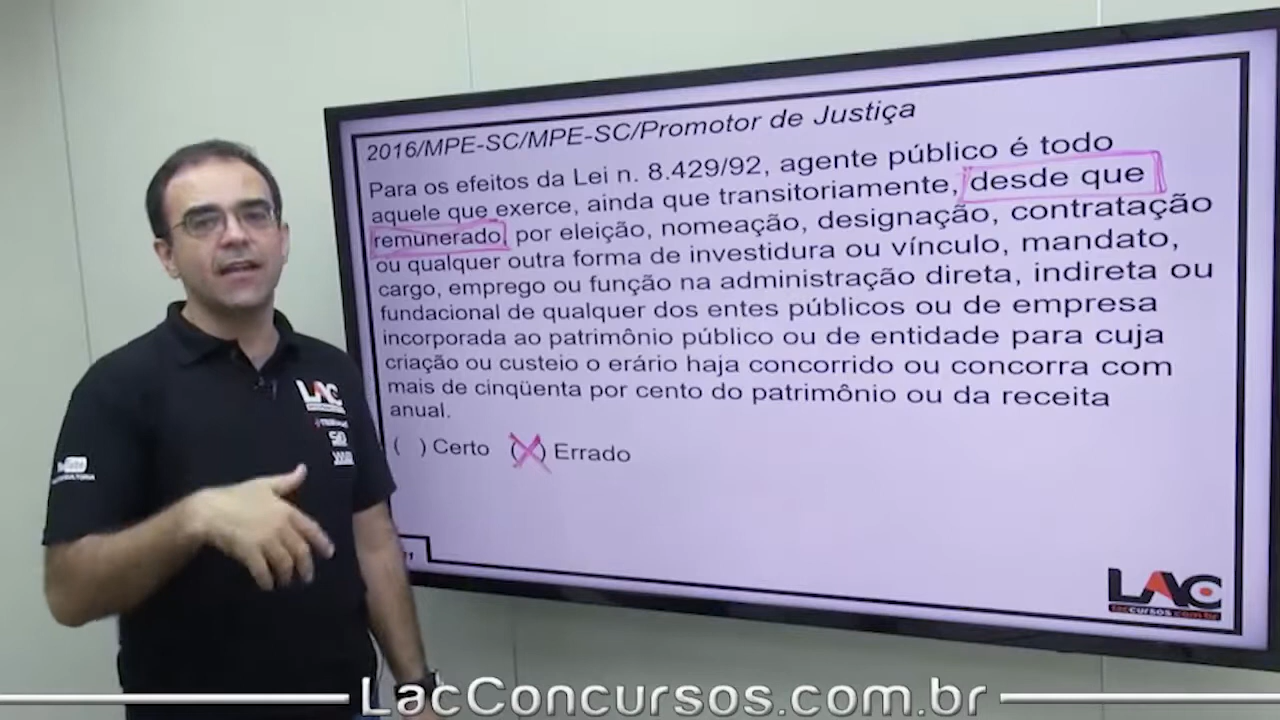 2016/MPE-SC/MPE-SC/Promotor de Justiça
Para os efeitos da Lei n. 8.429/92, agente público é todo
aquele que exerce, ainda que transitoriamente, desde que
remunerado, por eleição, nomeação, designação, contratação
ou qualquer outra forma de investidura ou vínculo, mandato,
cargo, emprego ou função na administração direta, indireta ou
fundacional de qualquer dos entes públicos ou de empresa
incorporada ao patrimônio público ou de entidade para cuja
criação ou custeio o erário haja concorrido ou concorra com
mais de cinqüenta por cento do patrimônio ou da receita
anual.
( ) Certo (X) Errado
LAC
LAC
laccursos.com.br
LacConcursos.com.br